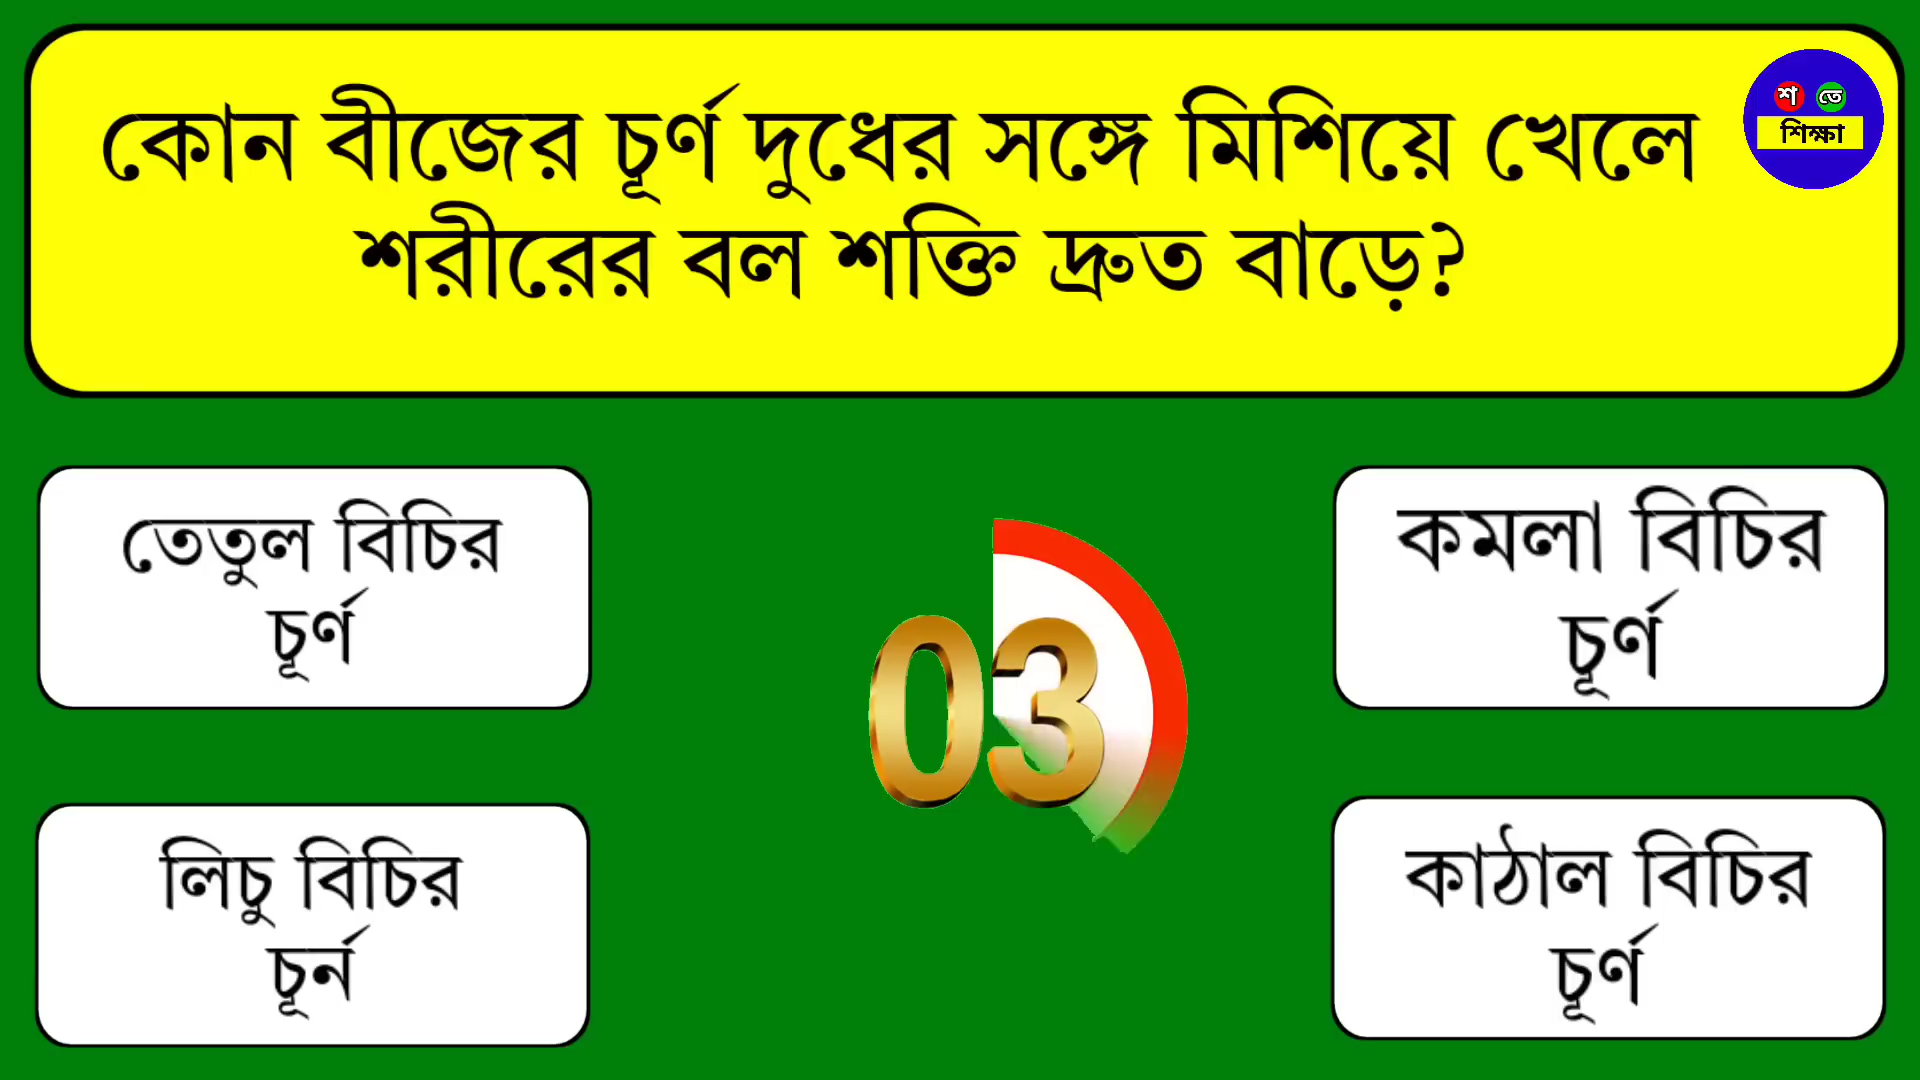 কোন বীজের চূর্ণ দুধের সঙ্গে মিশিয়ে খেলে
শরীরের বল শক্তি দ্রুত বাড়ে?
শ তে
শিক্ষা
তেতুল বিচির
চূর্ণ
কমলা বিচির
চূর্ণ
03
লিচু বিচির
চূর্ন
কাঠাল বিচির
চূর্ণ